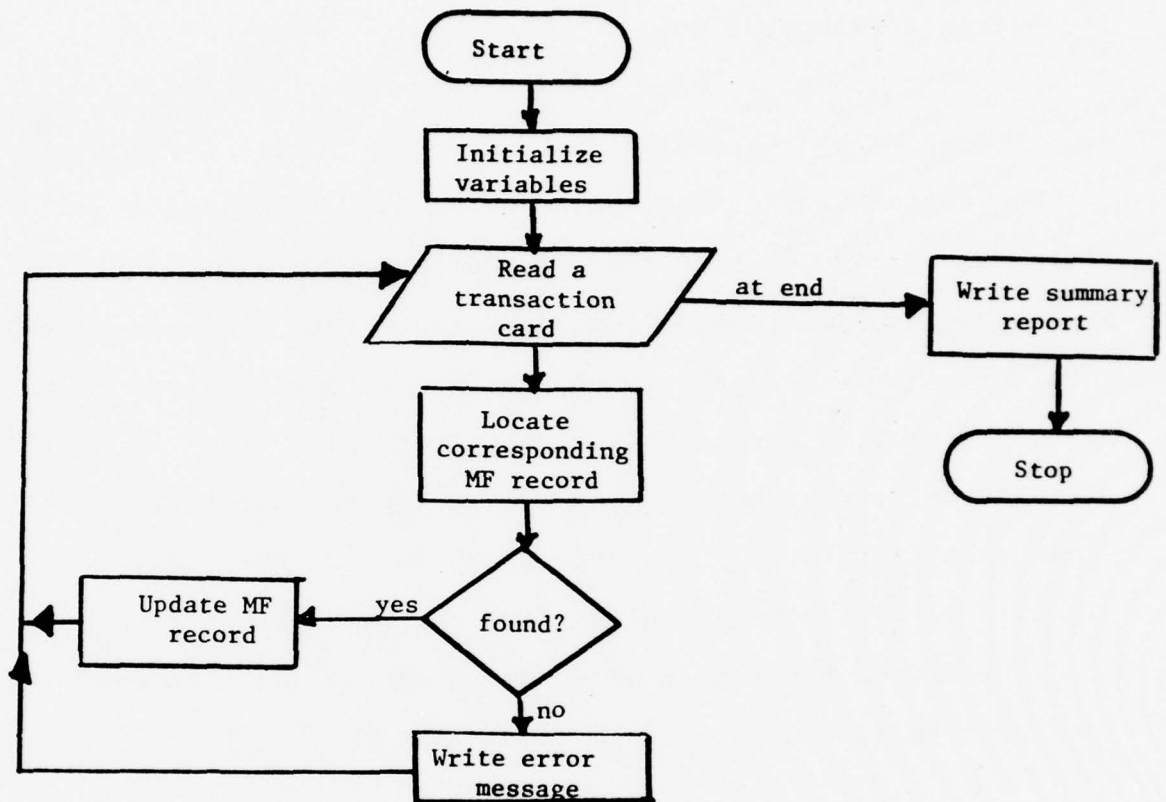 Start
Initialize
variables
Read a
transaction
card
at end
Write summary
report
Stop
Locate
corresponding
MF record
found?
yes
Update MF
record
no
Write error
message